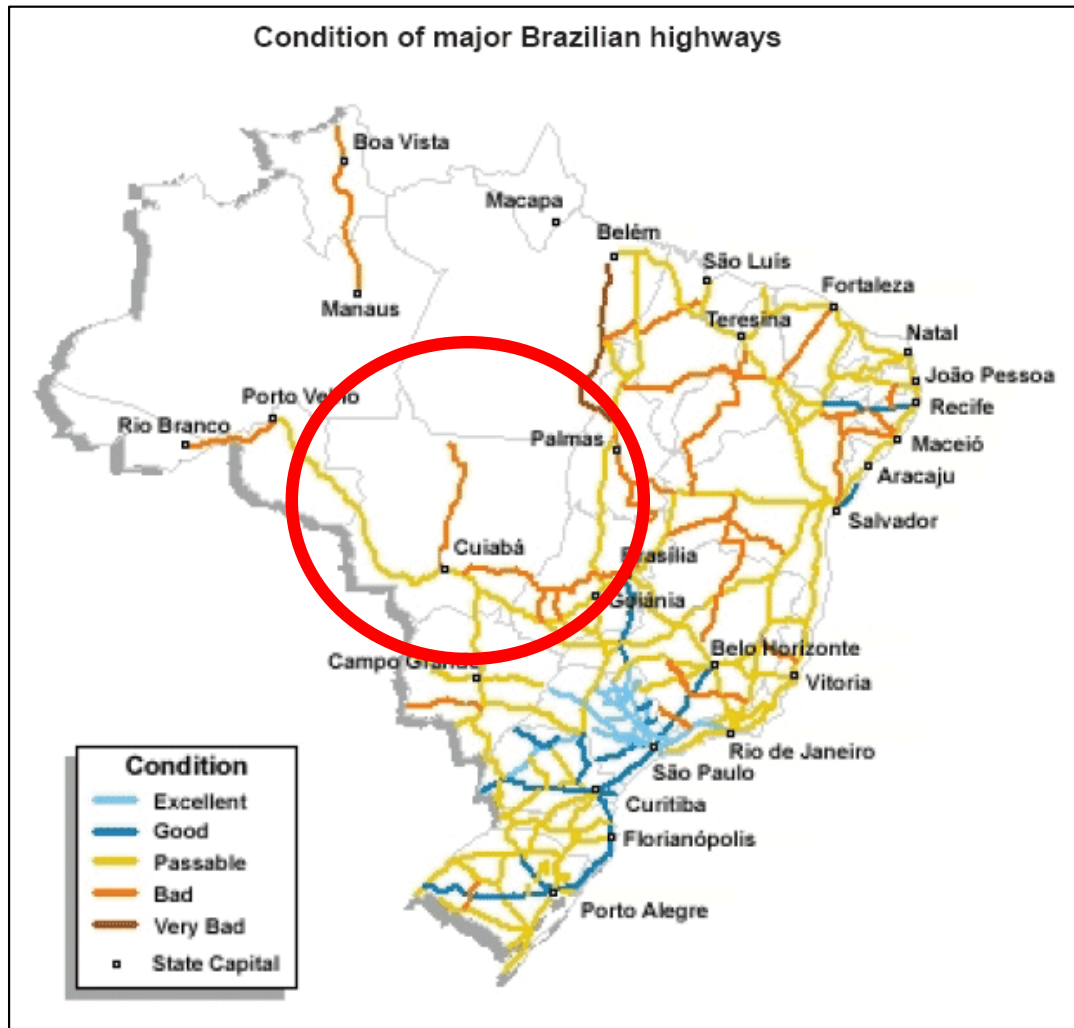 Condition of major Brazilian highways
Boa Vista
Macapa
Belém
São Luis
Fortaleza
Manaus
Teresina
Natal
João Pessoa
Porto Velho
Recife
Rio Branco
Palmas
Maceió
Aracaju
Salvador
Cuiabá
Brasília
Goiânia
Belo Horizonte
Campo Grande
Vitoria
Rio de Janeiro
São Paulo
Curitiba
Florianópolis
Porto Alegre
Condition
Excellent
Good
Passable
Bad
Very Bad
State Capital